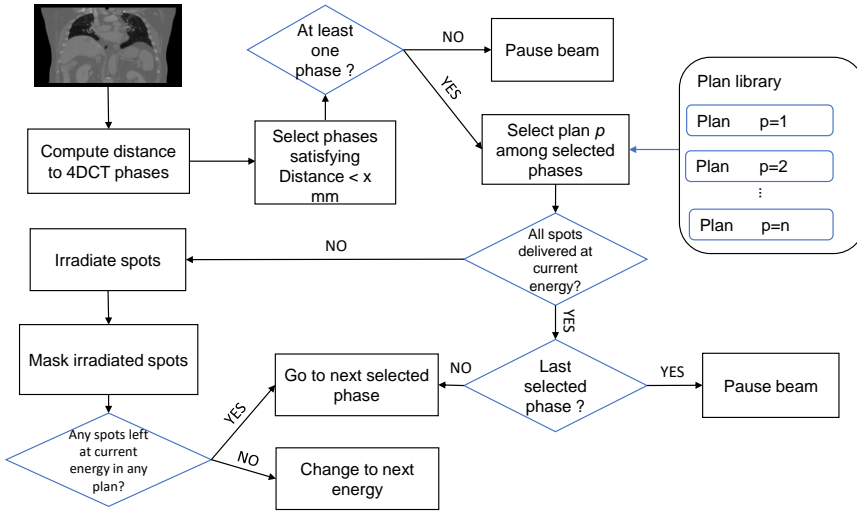 At least
one
phase ?
NO
Pause beam
YES
Plan library
Plan p=1
Plan p=2
...
Plan p=n
Compute distance
to 4DCT phases
Select phases
satisfying
Distance < x
mm
Select plan p
among selected
phases
All spots
delivered at
current
energy?
NO
Irradiate spots
YES
Mask irradiated spots
Go to next selected
phase
NO
Last
selected
phase ?
YES
Pause beam
Any spots left
at current
energy in any
plan?
YES
NO
Change to next
energy